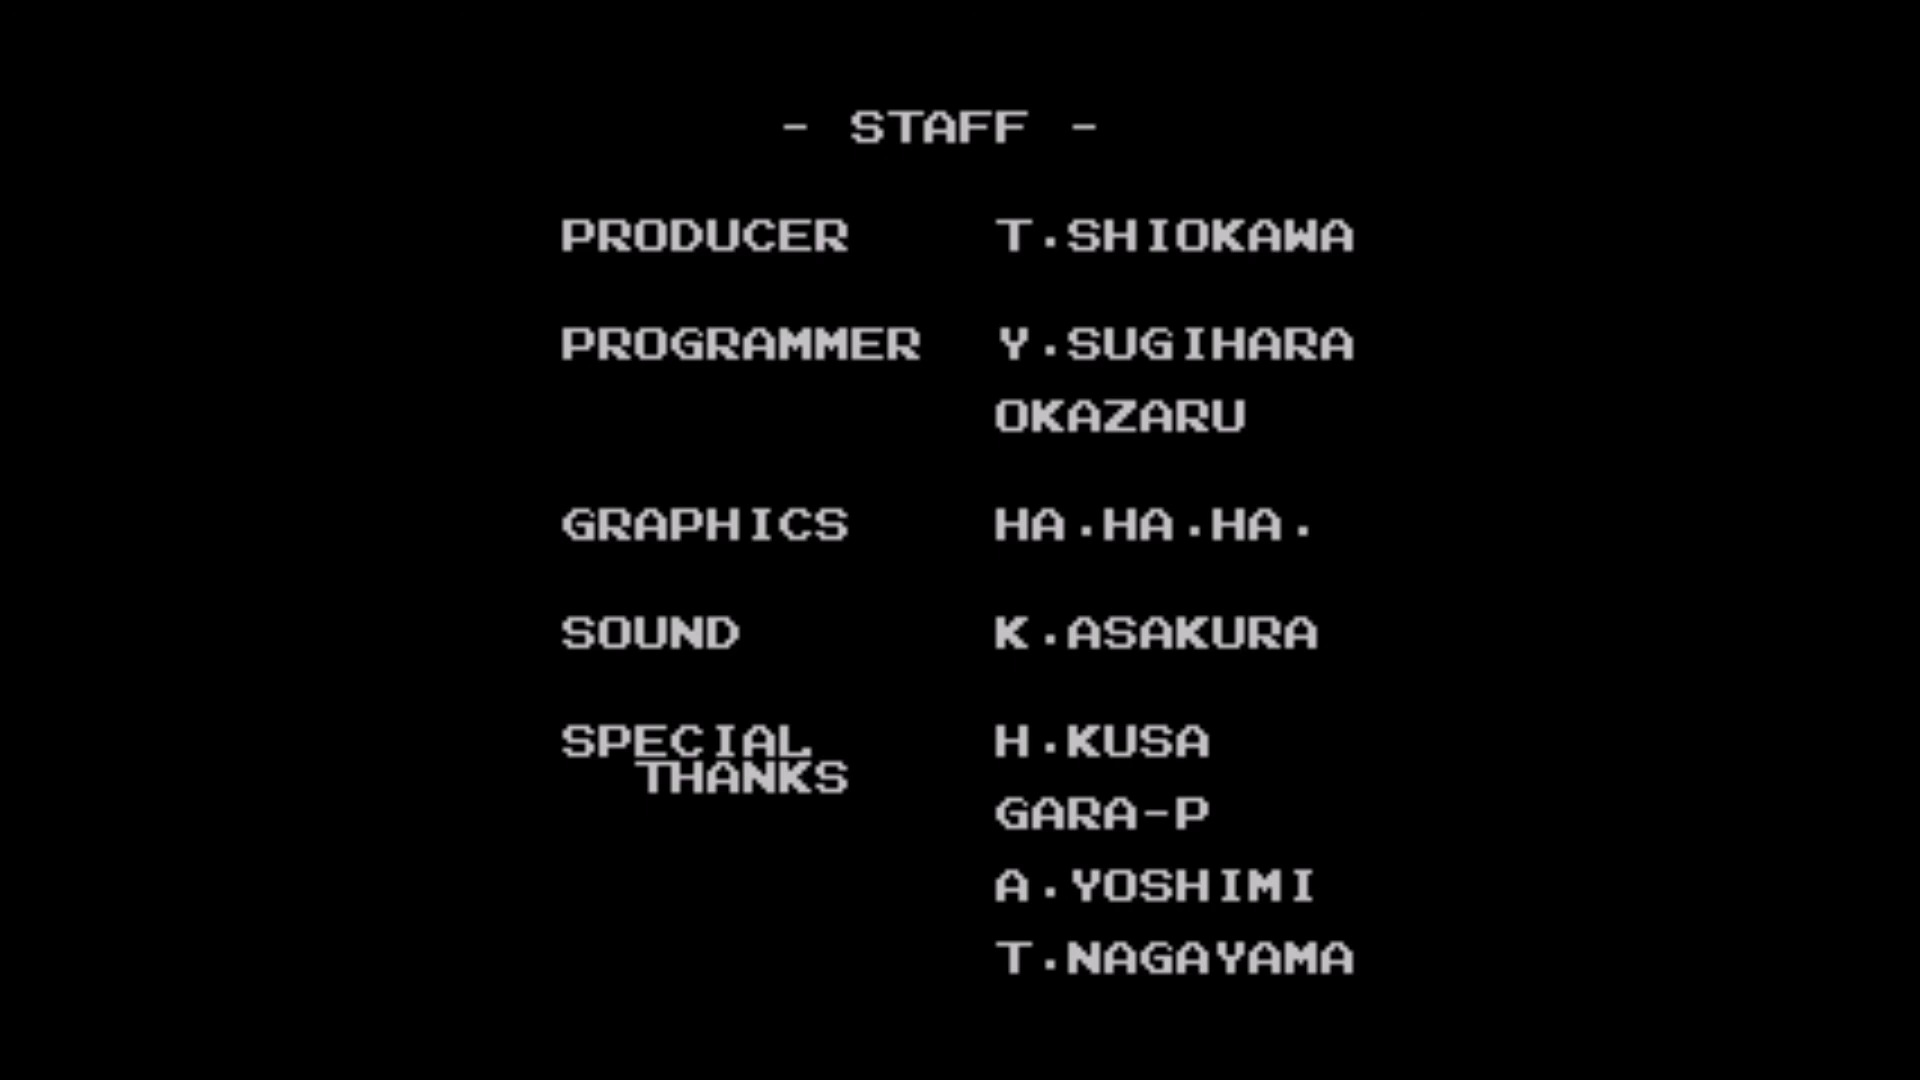 - STAFF -
PRODUCER T.SHIOKAWA
PROGRAMMER Y.SUGIHARA
OKAZARU
GRAPHICS HA.HA.HA.
SOUND K.ASAKURA
SPECIAL H.KUSA
THANKS
GARA-P
A.YOSHIMI
T.NAGAYAMA